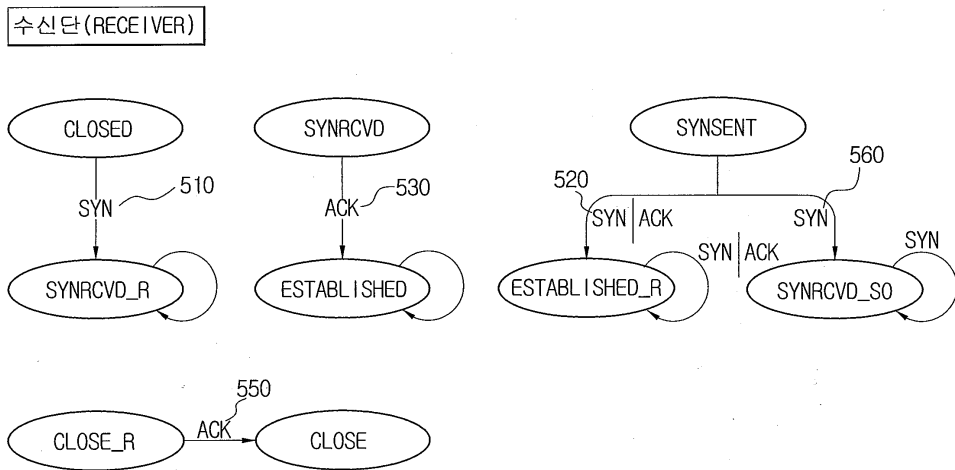 수신단(RECEIVER)
CLOSED
SYNRCVD
SYNSENT
510
530
520
560
SYN
ACK
SYN|ACK
SYN
SYN|ACK
SYN
SYNRCVD_R
ESTABLISHED
ESTABLISHED_R
SYNRCVD_SO
550
CLOSE_R
ACK
CLOSE